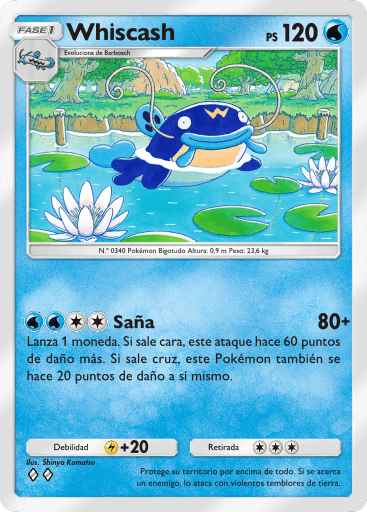 FASE 1 Whiscash PS 120
Evoluciona de Barboach
N.º 0340 Pokémon Bigotudo Altura: 0,9 m Peso: 23,6 kg
Saña 80+
Lanza 1 moneda. Si sale cara, este ataque hace 60 puntos
de daño más. Si sale cruz, este Pokémon también se
hace 20 puntos de daño a sí mismo.
Debilidad +20 Retirada
Ilus. Shinya Komatsu
Protege su territorio por encima de todo. Si se acerca
un enemigo, lo ataca con violentos temblores de tierra.